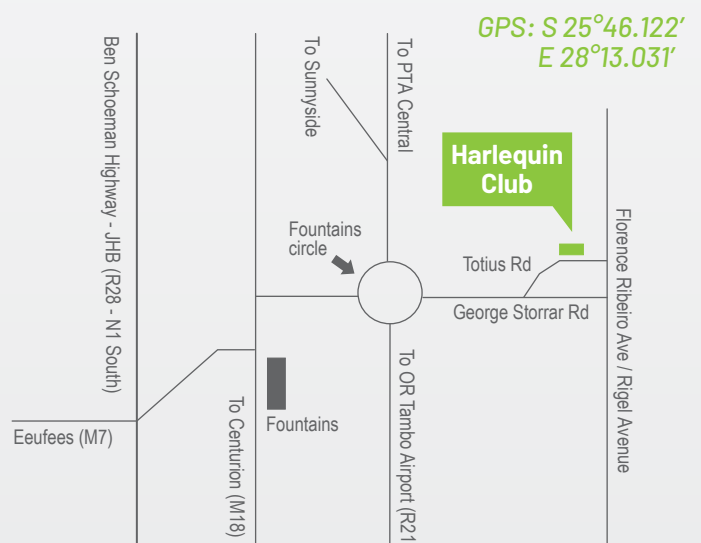 GPS: S 25°46.122′
E 28°13.031′
Ben Schoeman Highway - JHB (R28 - N1 South)
To Sunnyside
To PTA Central
Harlequin
Club
Fountains
circle
Totius Rd
George Storrar Rd
Florence Ribeiro Ave / Rigel Avenue
Eeufees (M7)
To Centurion (M18)
Fountains
To OR Tambo Airport (R21